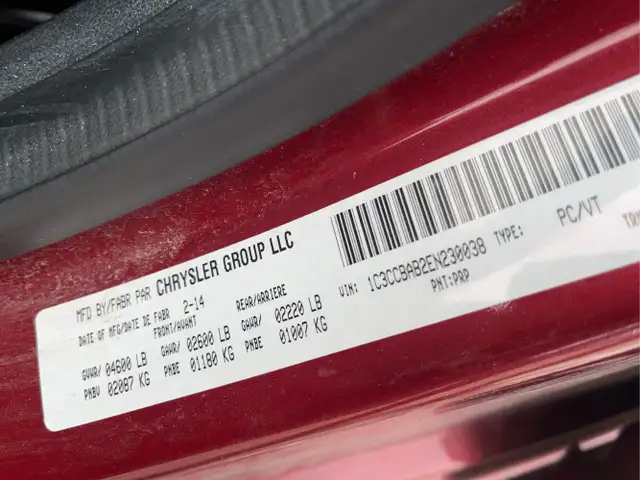 MFD BY/FABR PAR CHRYSLER GROUP LLC
DATE OF MFG/DATE DE FABR 2-14
FRONT/AVANT REAR/ARRIERE
GVWR/ 04600 LB GAWR/ 02600 LB GAWR/ 02220 LB
PNBV 02087 KG PNBE 01180 KG PNBE 01007 KG
VIN: 1C3CCBAB2EN230038 TYPE: PC/VT
PNT:PRP